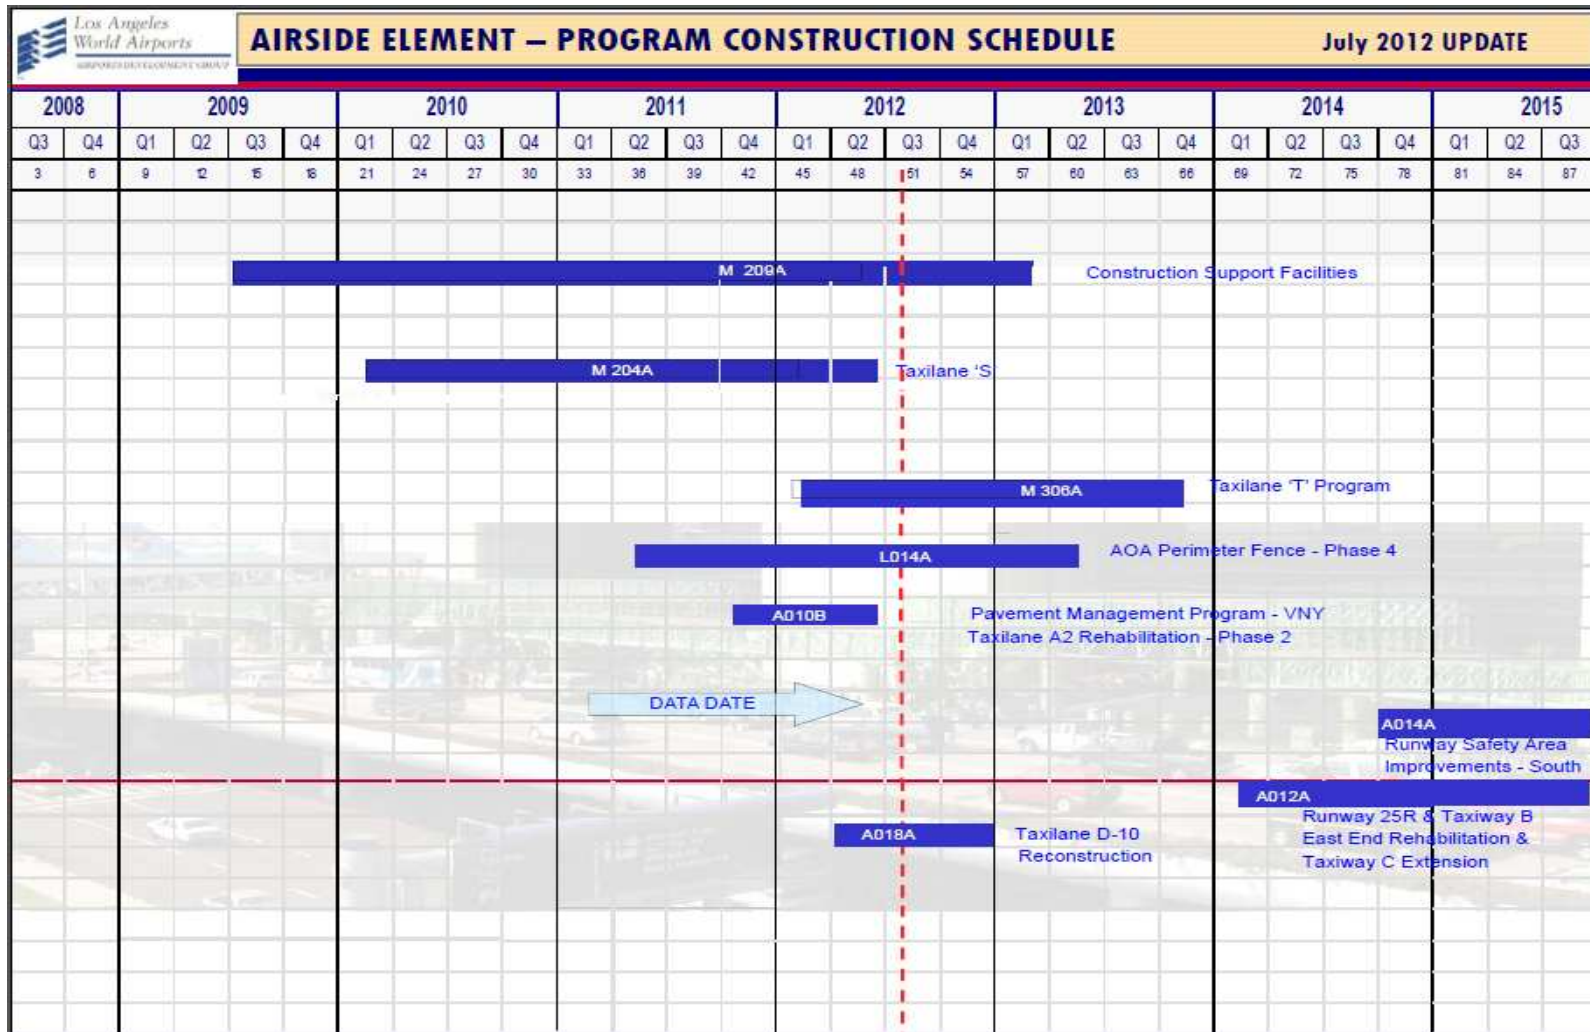 Los Angeles
World Airports
AIRPORTS DEVELOPMENT GROUP
AIRSIDE ELEMENT – PROGRAM CONSTRUCTION SCHEDULE
July 2012 UPDATE
2008 2009 2010 2011 2012 2013 2014 2015
Q3 Q4 Q1 Q2 Q3 Q4 Q1 Q2 Q3 Q4 Q1 Q2 Q3 Q4 Q1 Q2 Q3 Q4 Q1 Q2 Q3 Q4 Q1 Q2 Q3 Q4 Q1 Q2 Q3
3 6 9 12 15 18 21 24 27 30 33 36 39 42 45 48 51 54 57 60 63 66 69 72 75 78 81 84 87
M 209A
Construction Support Facilities
M 204A
Taxilane ‘S
M 306A
Taxilane ‘T’ Program
L014A
AOA Perimeter Fence - Phase 4
A010B
Pavement Management Program - VNY
Taxilane A2 Rehabilitation - Phase 2
DATA DATE
A014A
Runway Safety Area
Improvements - South
A012A
Runway 25R & Taxiway B
East End Rehabilitation &
Taxiway C Extension
A018A
Taxilane D-10
Reconstruction